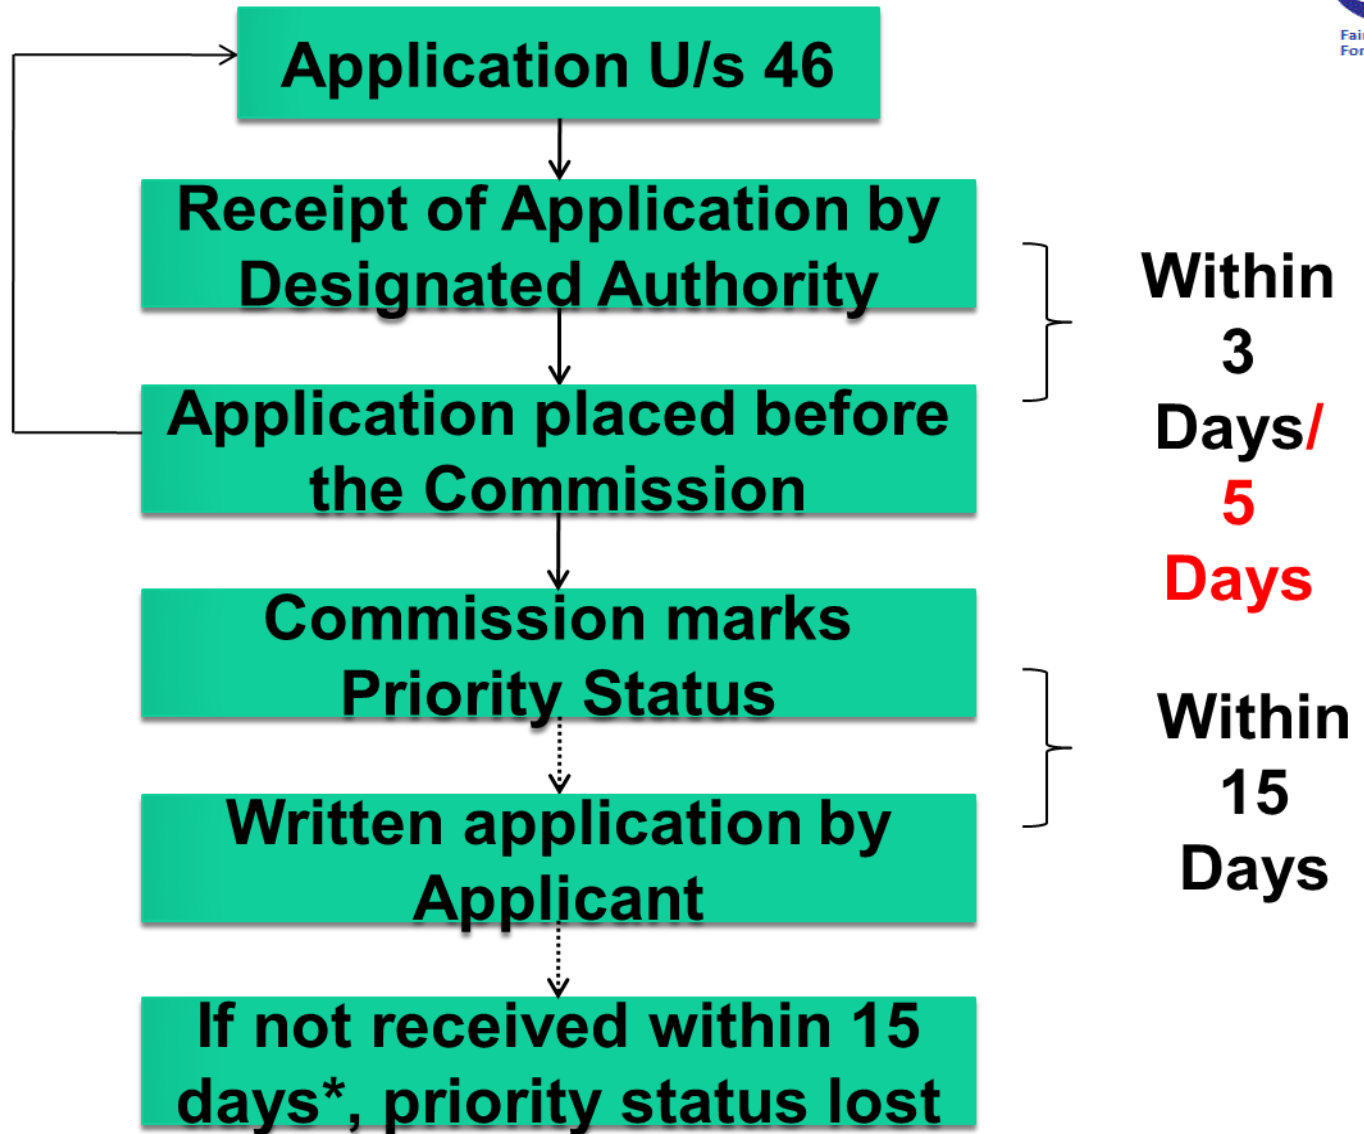 Fai
For
Application U/s 46
Receipt of Application by
Designated Authority
Within
3
Days/
5
Days
Application placed before
the Commission
Commission marks
Priority Status
Within
15
Days
Written application by
Applicant
If not received within 15
days*, priority status lost